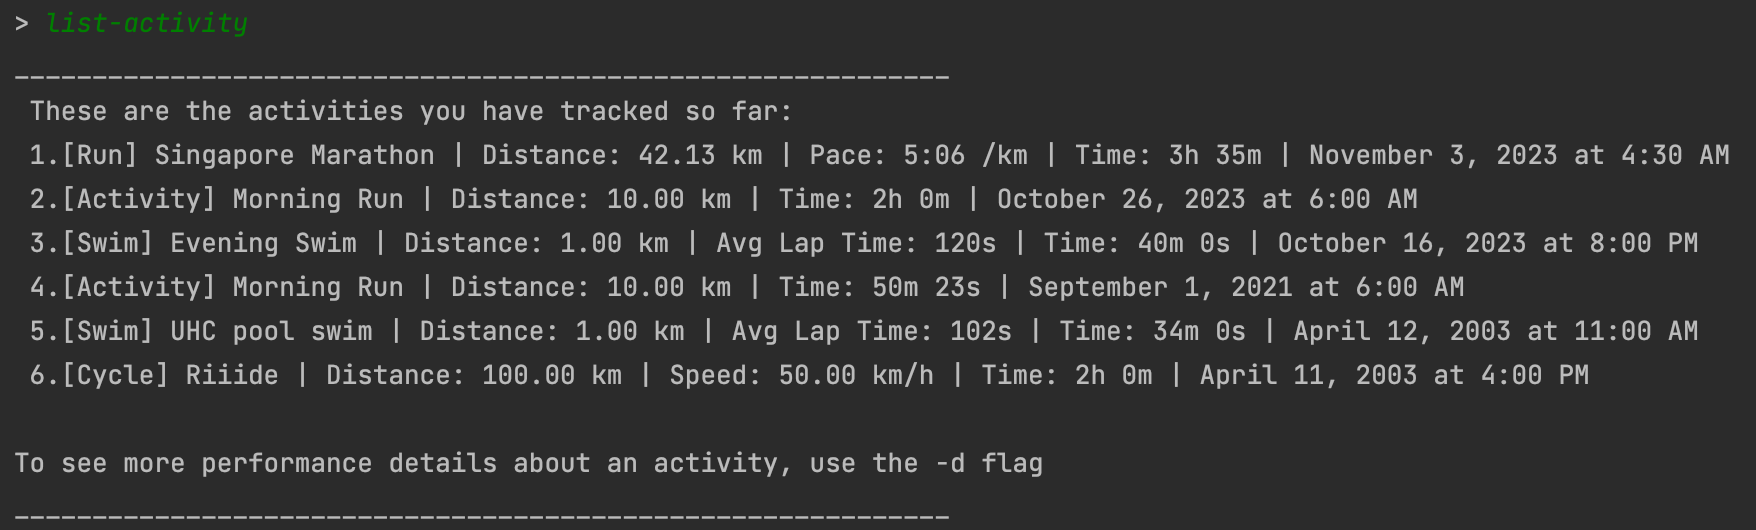 > list-activity
____________________________________________________________
These are the activities you have tracked so far:
1.[Run] Singapore Marathon | Distance: 42.13 km | Pace: 5:06 /km | Time: 3h 35m | November 3, 2023 at 4:30 AM
2.[Activity] Morning Run | Distance: 10.00 km | Time: 2h 0m | October 26, 2023 at 6:00 AM
3.[Swim] Evening Swim | Distance: 1.00 km | Avg Lap Time: 120s | Time: 40m 0s | October 16, 2023 at 8:00 PM
4.[Activity] Morning Run | Distance: 10.00 km | Time: 50m 23s | September 1, 2021 at 6:00 AM
5.[Swim] UHC pool swim | Distance: 1.00 km | Avg Lap Time: 102s | Time: 34m 0s | April 12, 2003 at 11:00 AM
6.[Cycle] Riiide | Distance: 100.00 km | Speed: 50.00 km/h | Time: 2h 0m | April 11, 2003 at 4:00 PM
To see more performance details about an activity, use the -d flag
____________________________________________________________